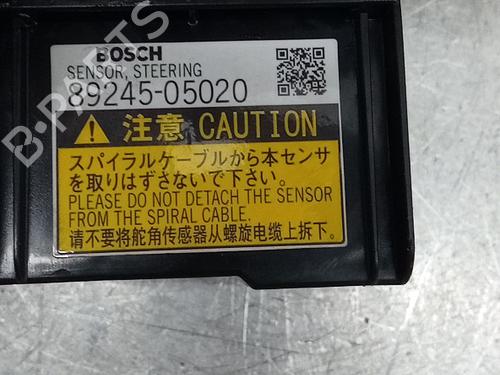 BOSCH
SENSOR, STEERING
89245-05020
注意 CAUTION
スパイラルケーブルから本センサ
を取りはずさないで下さい。
PLEASE DO NOT DETACH THE SENSOR
FROM THE SPIRAL CABLE.
请不要将舵角传感器从螺旋电缆上拆下。
B-PARTS